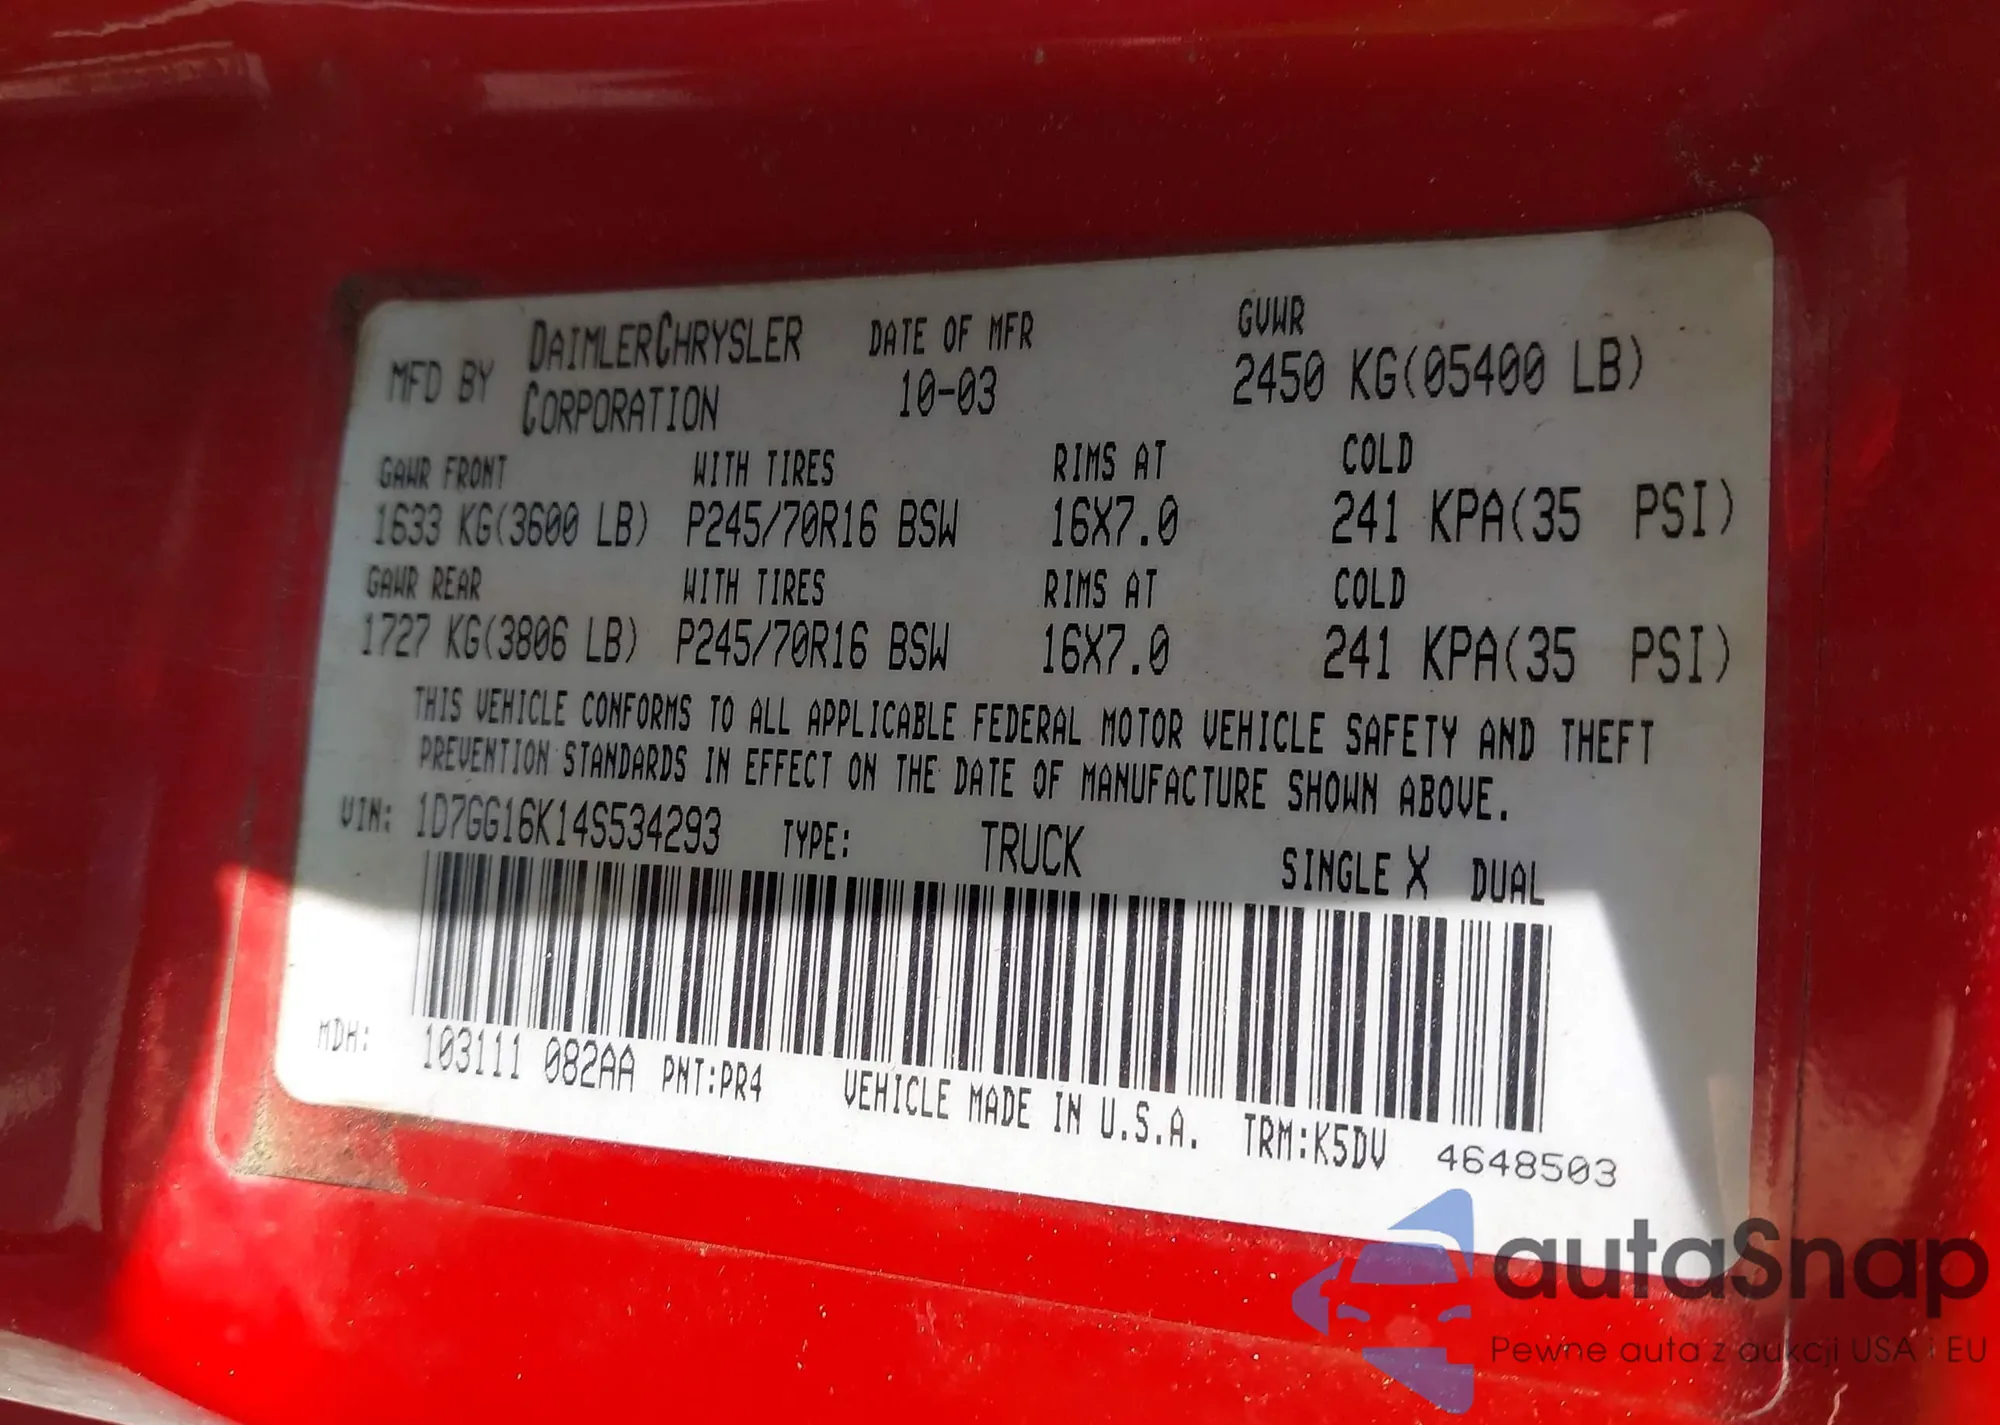 MFD BY DAIMLERCHRYSLER CORPORATION DATE OF MFR 10-03 GVWR 2450 KG(05400 LB)
GAWR FRONT WITH TIRES RIMS AT COLD
1633 KG(3600 LB) P245/70R16 BSW 16X7.0 241 KPA(35 PSI)
GAWR REAR WITH TIRES RIMS AT COLD
1727 KG(3806 LB) P245/70R16 BSW 16X7.0 241 KPA(35 PSI)
THIS VEHICLE CONFORMS TO ALL APPLICABLE FEDERAL MOTOR VEHICLE SAFETY AND THEFT
PREVENTION STANDARDS IN EFFECT ON THE DATE OF MANUFACTURE SHOWN ABOVE.
VIN: 1D7GG16K14S534293 TYPE: TRUCK SINGLE X DUAL
MDH: 103111 082AA PNT:PR4 VEHICLE MADE IN U.S.A. TRM:K5DV 4648503
autaSnap
Pewne auta z aukcji USA i EU